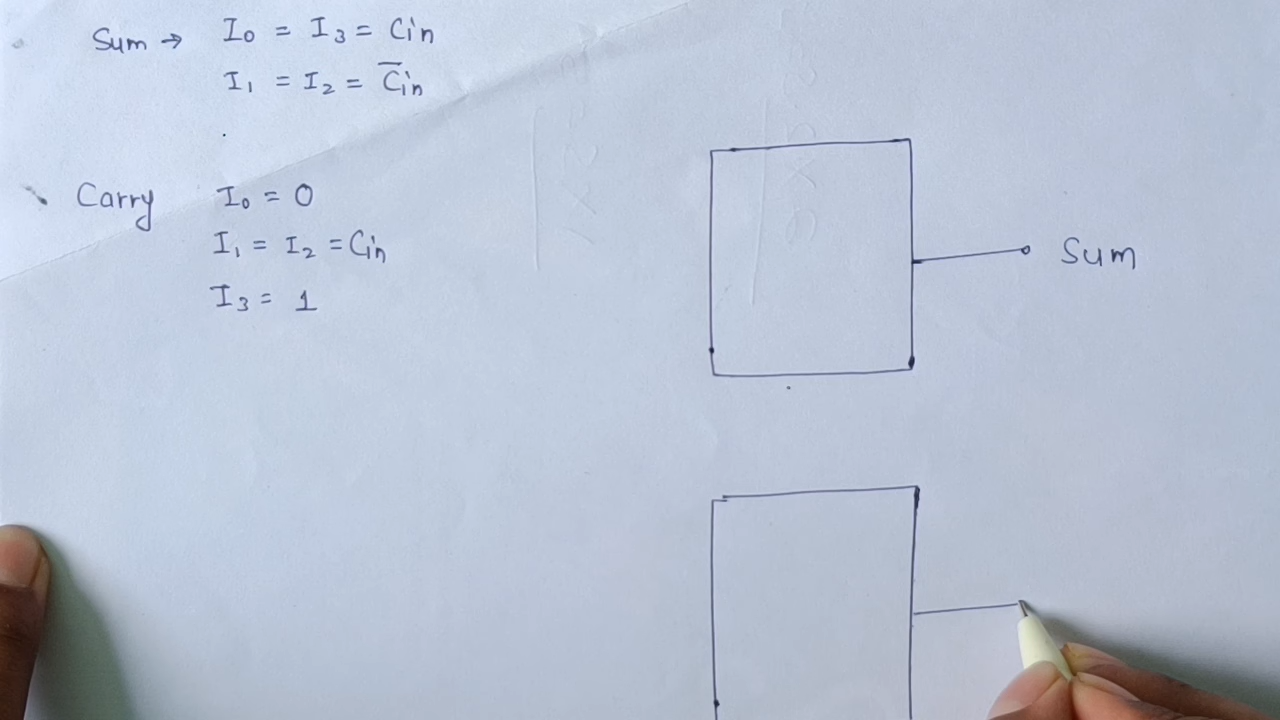 Sum → I₀ = I₃ = Cin
I₁ = I₂ = C̅in
Carry I₀ = 0
I₁ = I₂ = Cin
I₃ = 1
Sum